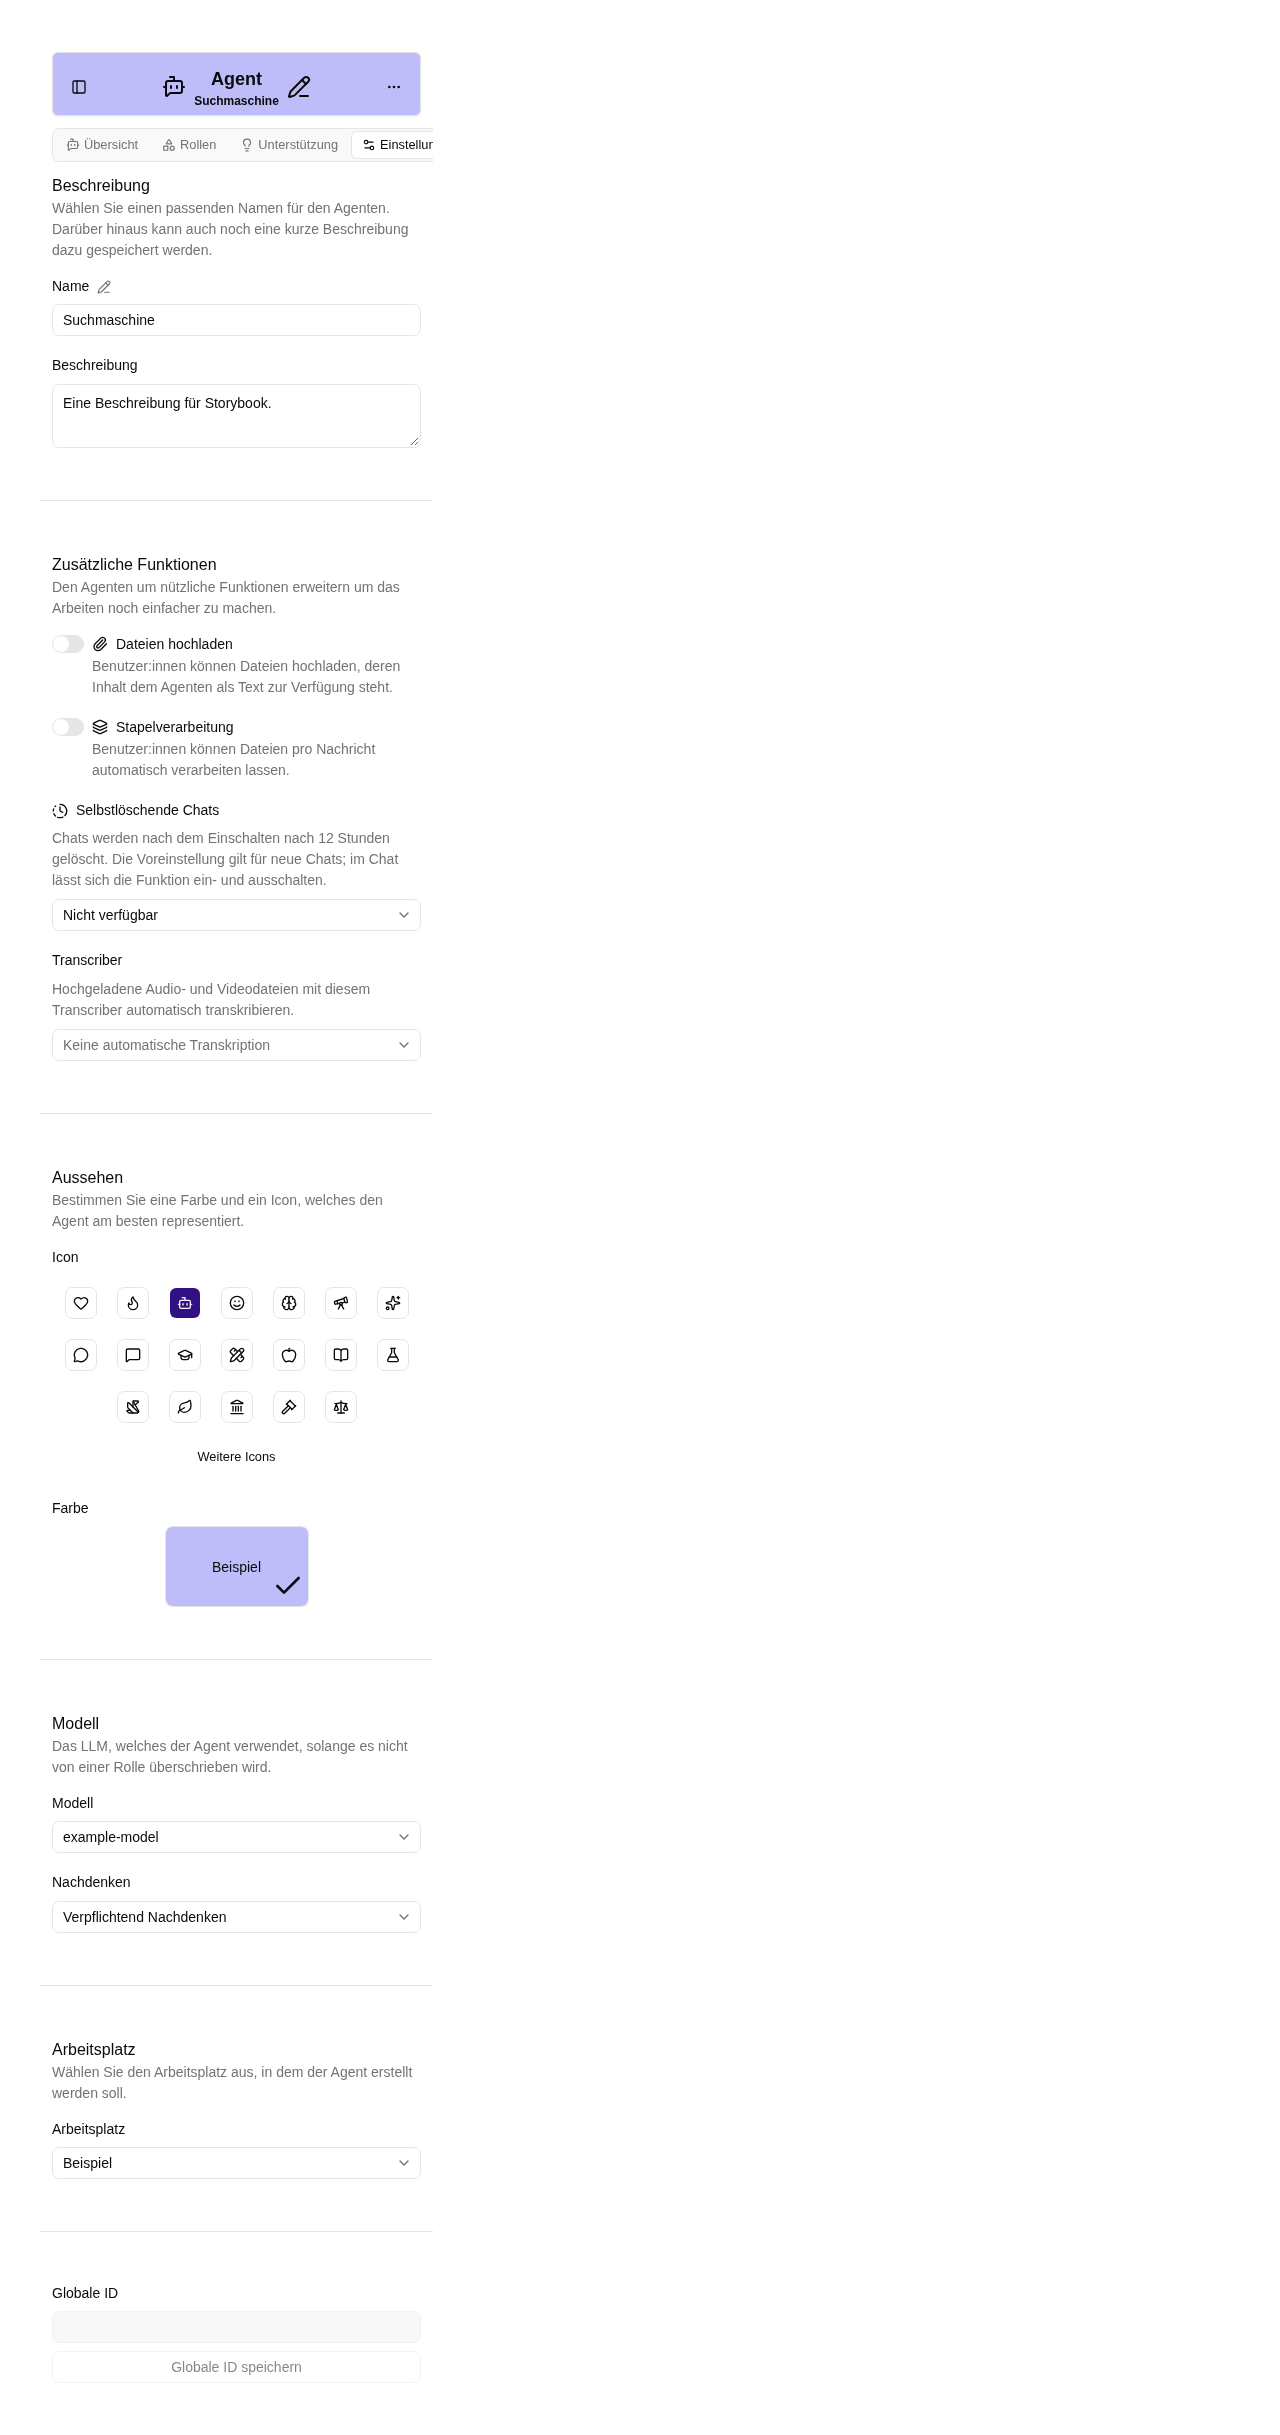 Agent
Suchmaschine
Übersicht Rollen Unterstützung Einstellur
Beschreibung
Wählen Sie einen passenden Namen für den Agenten.
Darüber hinaus kann auch noch eine kurze Beschreibung
dazu gespeichert werden.
Name
Suchmaschine
Beschreibung
Eine Beschreibung für Storybook.
Zusätzliche Funktionen
Den Agenten um nützliche Funktionen erweitern um das
Arbeiten noch einfacher zu machen.
Dateien hochladen
Benutzer:innen können Dateien hochladen, deren
Inhalt dem Agenten als Text zur Verfügung steht.
Stapelverarbeitung
Benutzer:innen können Dateien pro Nachricht
automatisch verarbeiten lassen.
Selbstlöschende Chats
Chats werden nach dem Einschalten nach 12 Stunden
gelöscht. Die Voreinstellung gilt für neue Chats; im Chat
lässt sich die Funktion ein- und ausschalten.
Nicht verfügbar
Transcriber
Hochgeladene Audio- und Videodateien mit diesem
Transcriber automatisch transkribieren.
Keine automatische Transkription
Aussehen
Bestimmen Sie eine Farbe und ein Icon, welches den
Agent am besten representiert.
Icon
Weitere Icons
Farbe
Beispiel
Modell
Das LLM, welches der Agent verwendet, solange es nicht
von einer Rolle überschrieben wird.
Modell
example-model
Nachdenken
Verpflichtend Nachdenken
Arbeitsplatz
Wählen Sie den Arbeitsplatz aus, in dem der Agent erstellt
werden soll.
Arbeitsplatz
Beispiel
Globale ID
Globale ID speichern